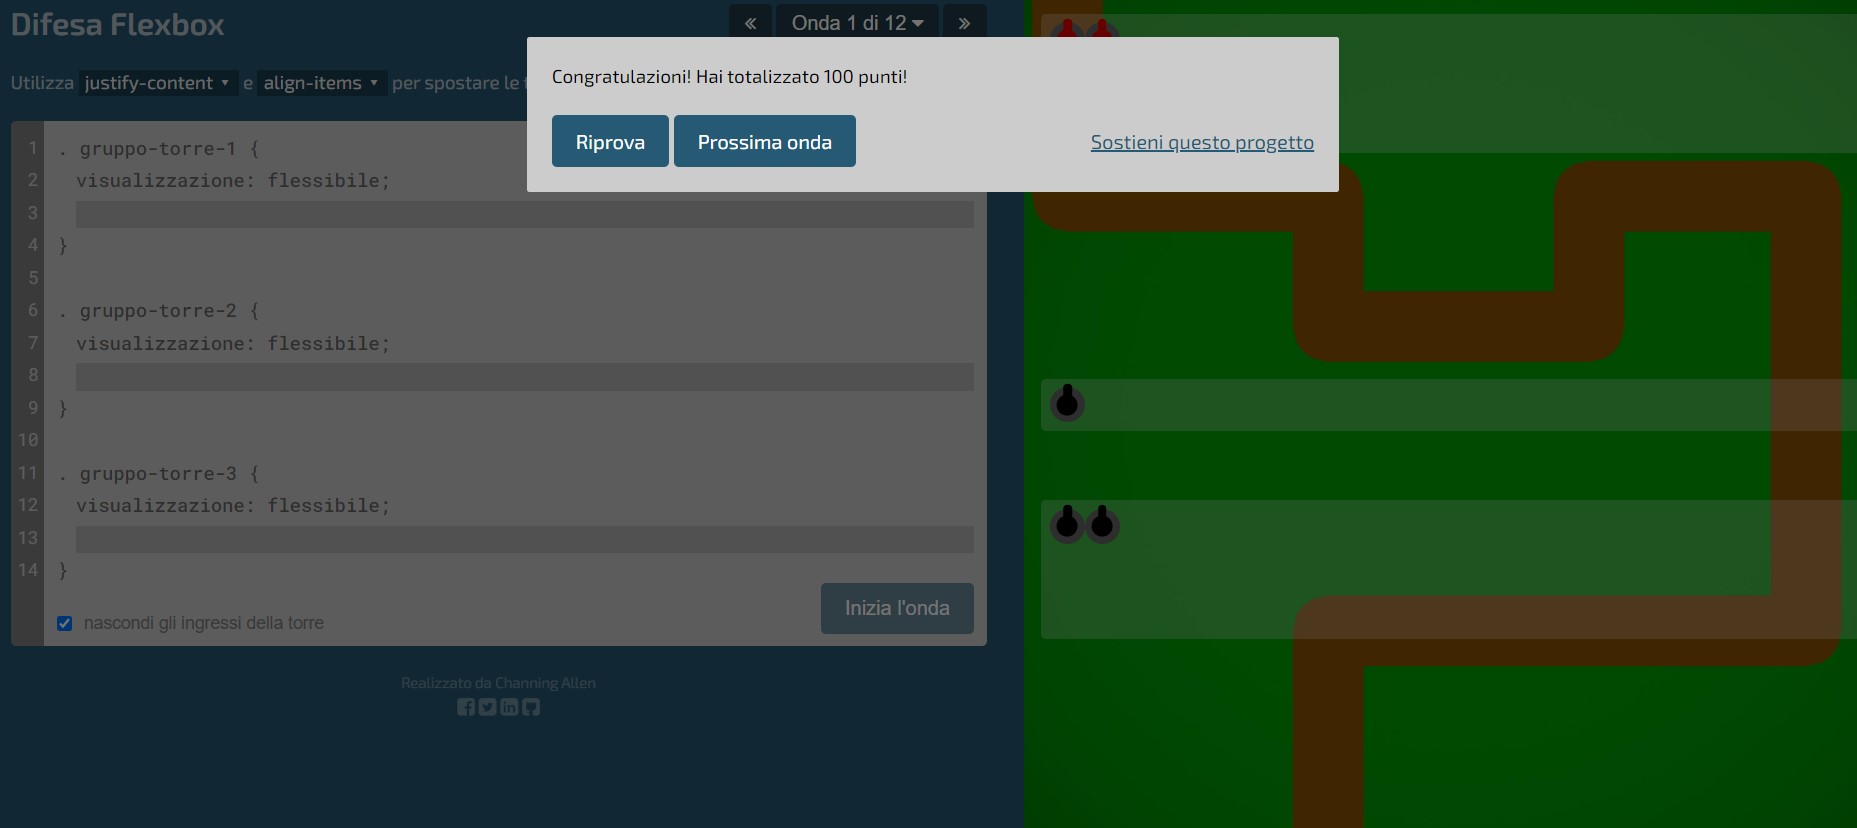 Difesa Flexbox
« Onda 1 di 12 »
Utilizza justify-content e align-items per spostare le
Congratulazioni! Hai totalizzato 100 punti!
Riprova Prossima onda Sostieni questo progetto
1 . gruppo-torre-1 {
2 visualizzazione: flessibile;
3
4 }
5
6 . gruppo-torre-2 {
7 visualizzazione: flessibile;
8
9 }
10
11 . gruppo-torre-3 {
12 visualizzazione: flessibile;
13
14 }
nascondi gli ingressi della torre
Inizia l'onda
Realizzato da Channing Allen